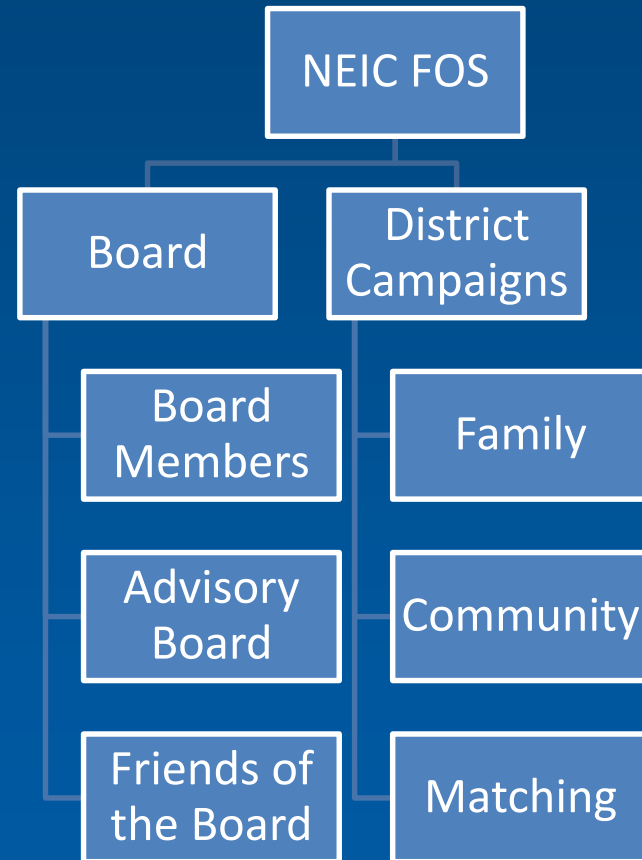 NEIC FOS
Board
District
Campaigns
Board
Members
Family
Advisory
Board
Community
Friends of
the Board
Matching